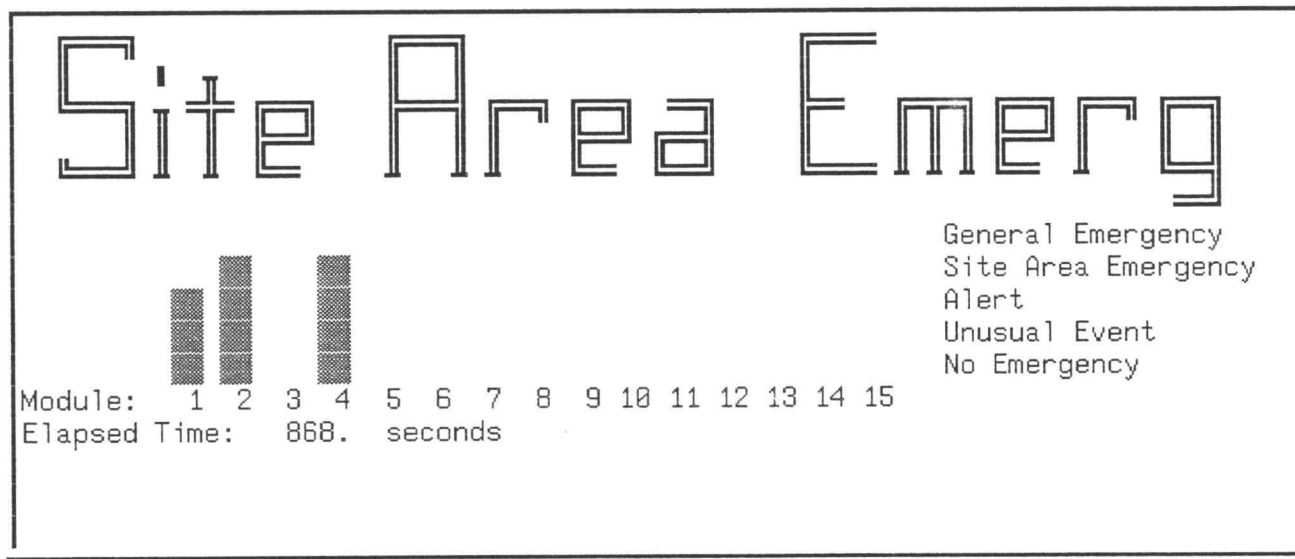 Site Area Emerg
General Emergency
Site Area Emergency
Alert
Unusual Event
No Emergency
Module: 1 2 3 4 5 6 7 8 9 10 11 12 13 14 15
Elapsed Time: 868. seconds